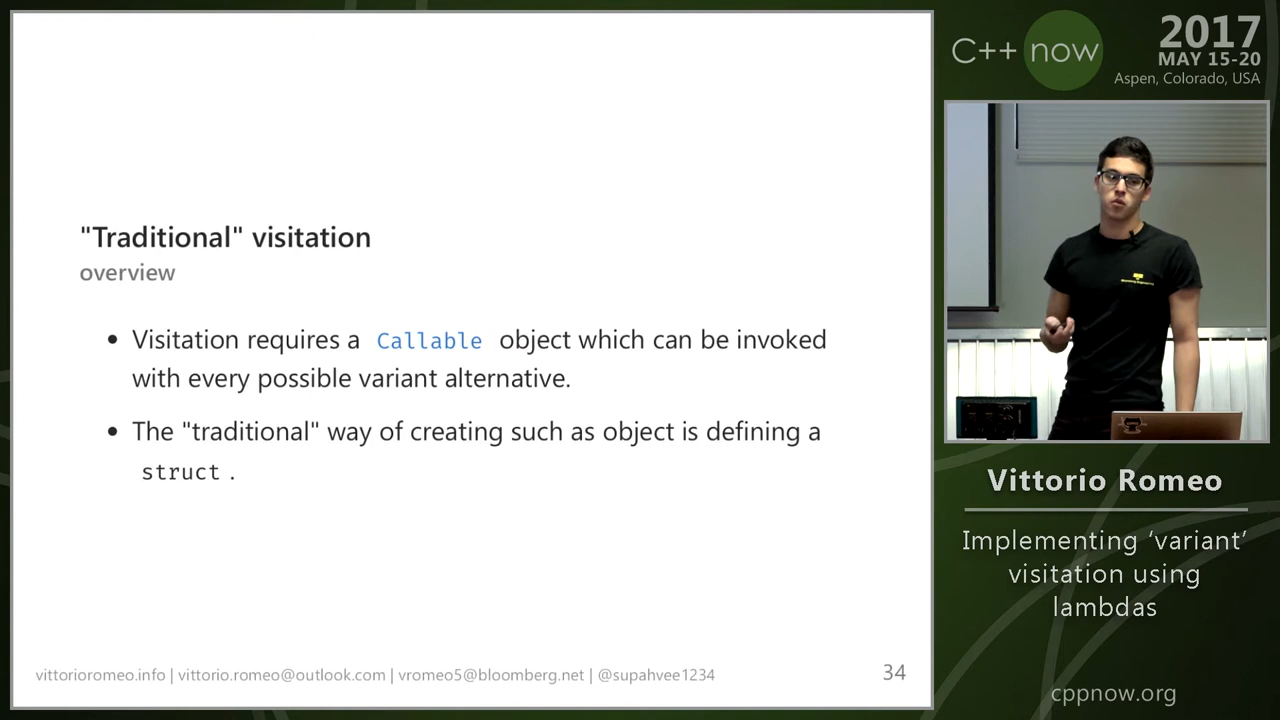 "Traditional" visitation
overview
• Visitation requires a Callable object which can be invoked
with every possible variant alternative.
• The "traditional" way of creating such as object is defining a
struct .
vittorioromeo.info | vittorio.romeo@outlook.com | vromeo5@bloomberg.net | @supahvee1234
34
C++ now
2017
MAY 15-20
Aspen, Colorado, USA
Vittorio Romeo
Implementing ‘variant’
visitation using
lambdas
cppnow.org